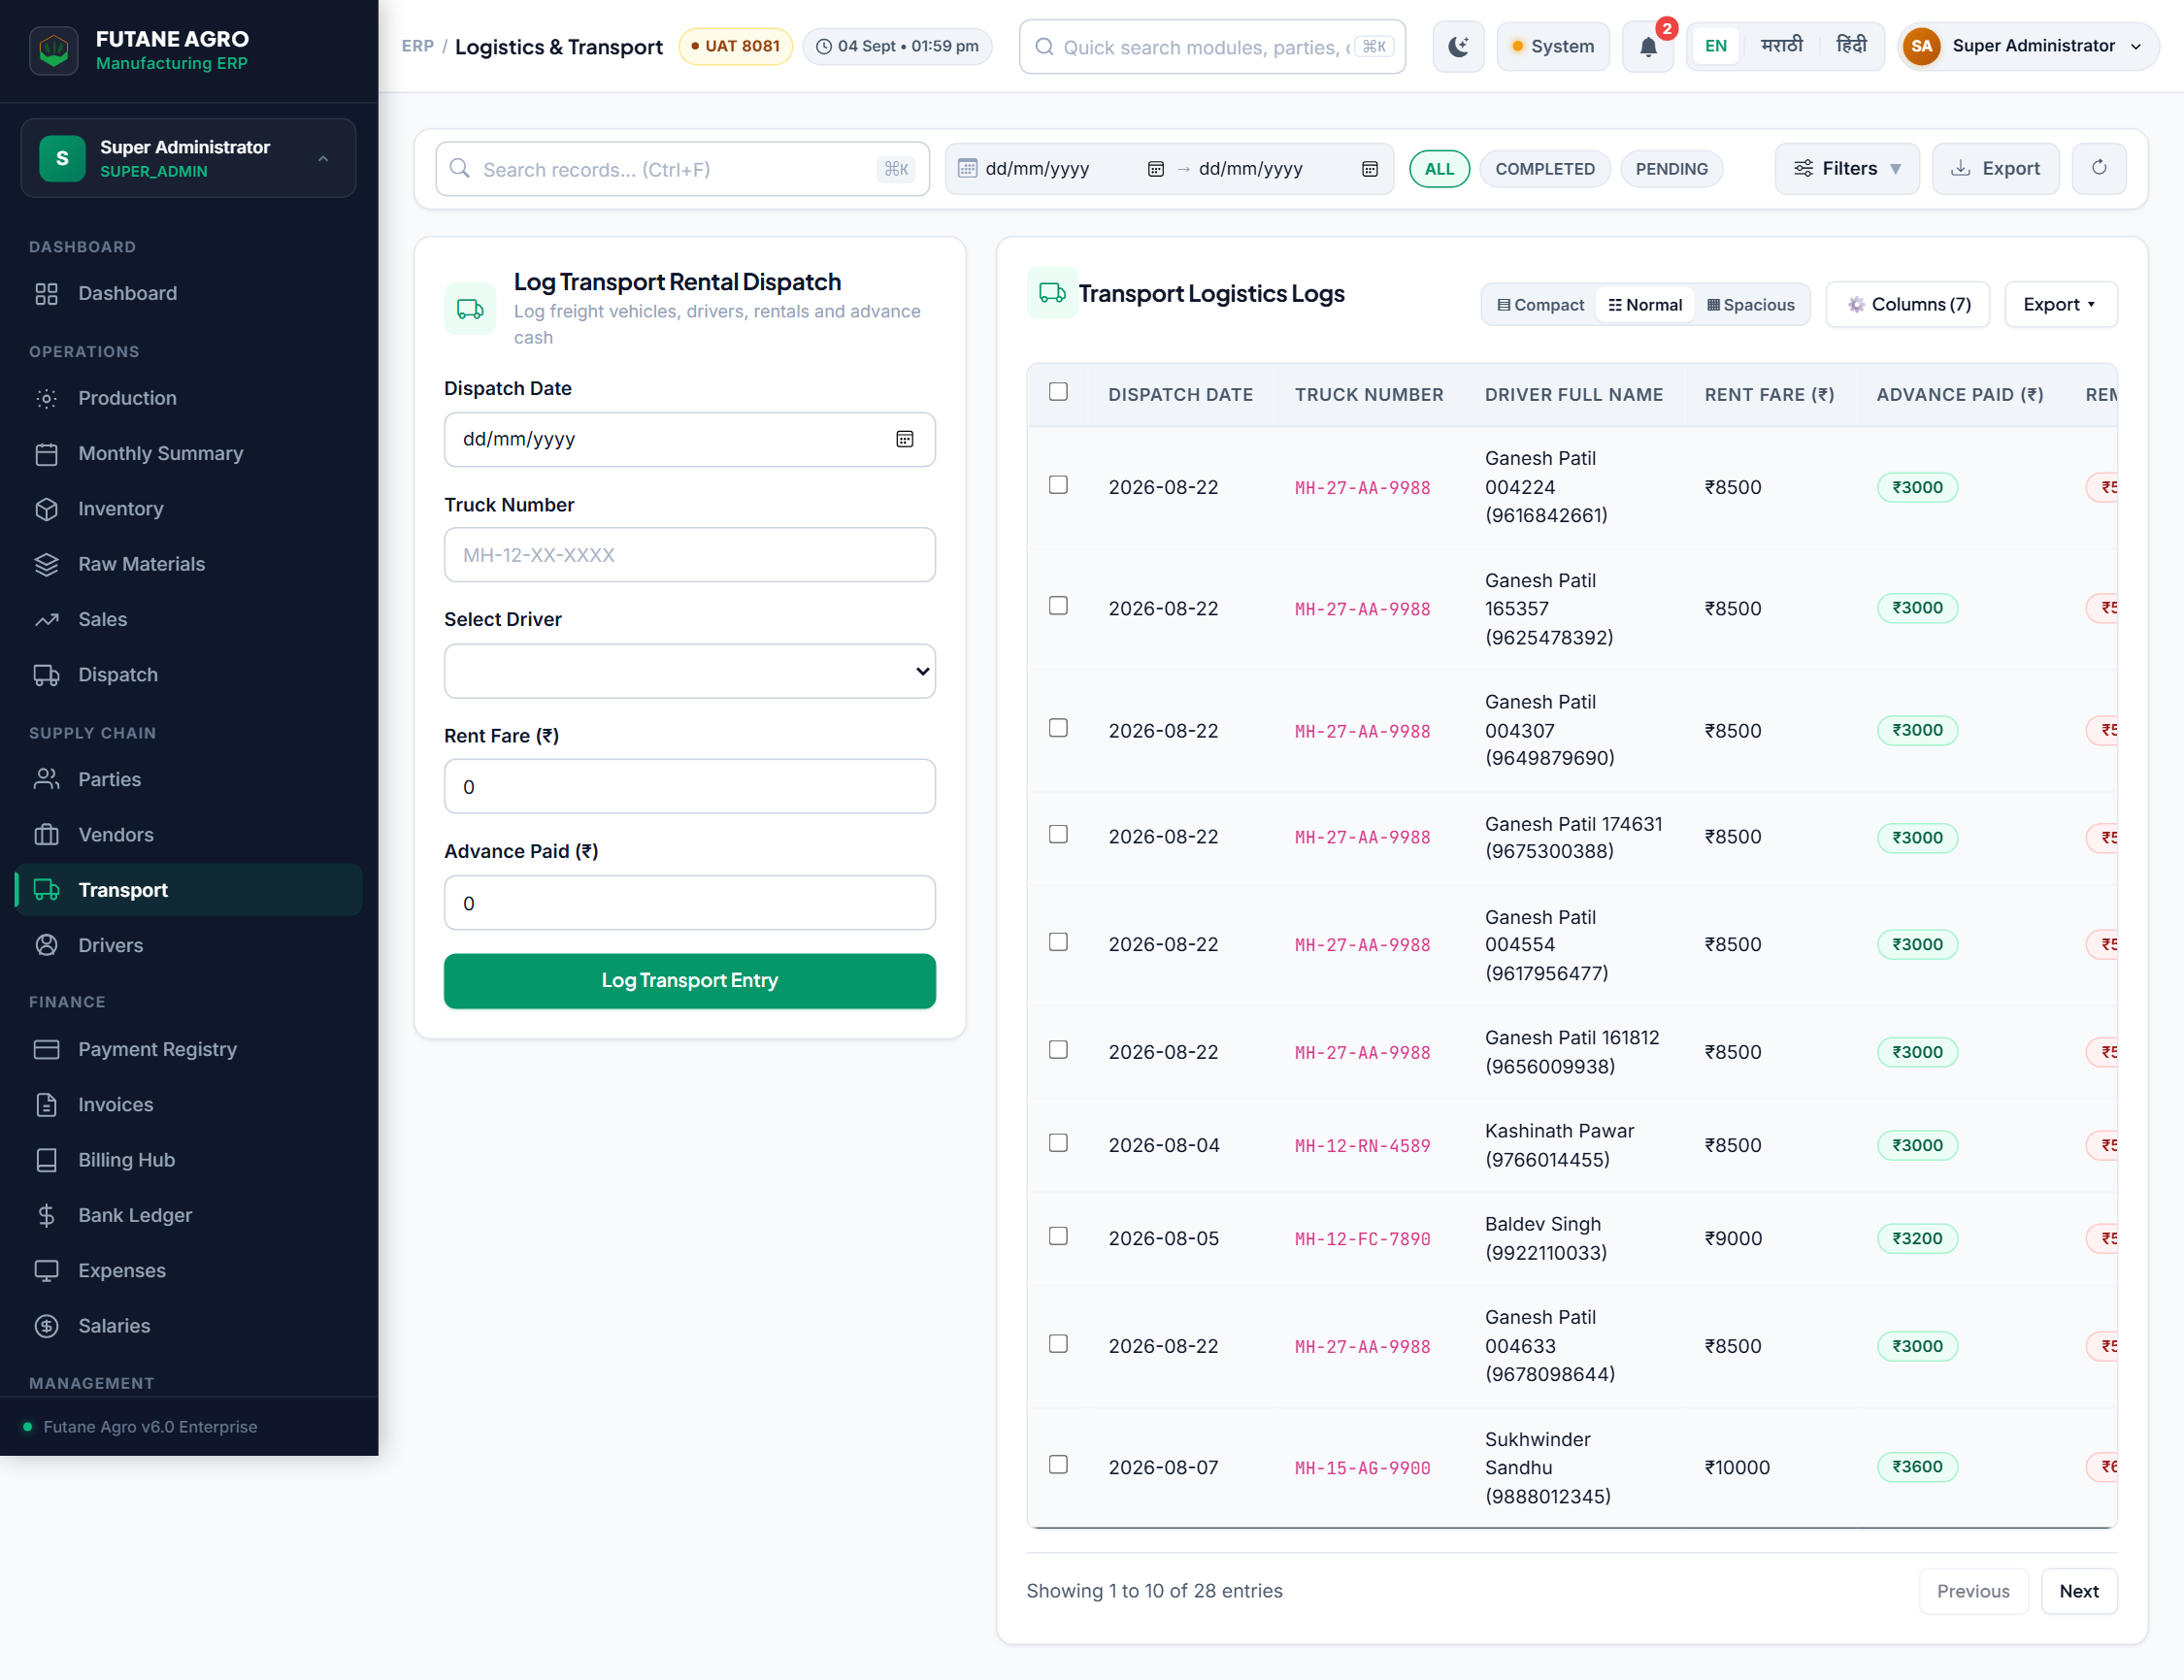 FUTANE AGRO
Manufacturing ERP
Super Administrator
S
SUPER_ADMIN
DASHBOARD
Dashboard
OPERATIONS
Production
Monthly Summary
Inventory
Raw Materials
Sales
Dispatch
SUPPLY CHAIN
Parties
Vendors
Transport
Drivers
FINANCE
Payment Registry
Invoices
Billing Hub
Bank Ledger
Expenses
Salaries
MANAGEMENT
Futane Agro v6.0 Enterprise
ERP / Logistics & Transport
UAT 8081
04 Sept • 01:59 pm
Quick search modules, parties, ⌘K
System
2
EN मराठी हिंदी
SA Super Administrator
Search records... (Ctrl+F) ⌘K
dd/mm/yyyy → dd/mm/yyyy
ALL COMPLETED PENDING
Filters ▼ Export
Log Transport Rental Dispatch
Log freight vehicles, drivers, rentals and advance
cash
Dispatch Date
dd/mm/yyyy
Truck Number
MH-12-XX-XXXX
Select Driver
Rent Fare (₹)
0
Advance Paid (₹)
0
Log Transport Entry
Transport Logistics Logs
Compact Normal Spacious
Columns (7)
Export
DISPATCH DATE TRUCK NUMBER DRIVER FULL NAME RENT FARE (₹) ADVANCE PAID (₹)
Ganesh Patil
004224
(9616842661)
2026-08-22 MH-27-AA-9988 ₹8500 ₹3000
Ganesh Patil
165357
(9625478392)
2026-08-22 MH-27-AA-9988 ₹8500 ₹3000
Ganesh Patil
004307
(9649879690)
2026-08-22 MH-27-AA-9988 ₹8500 ₹3000
Ganesh Patil 174631
(9675300388)
2026-08-22 MH-27-AA-9988 ₹8500 ₹3000
Ganesh Patil
004554
(9617956477)
2026-08-22 MH-27-AA-9988 ₹8500 ₹3000
Ganesh Patil 161812
(9656009938)
2026-08-22 MH-27-AA-9988 ₹8500 ₹3000
Kashinath Pawar
(9766014455)
2026-08-04 MH-12-RN-4589 ₹8500 ₹3000
Baldev Singh
(9922110033)
2026-08-05 MH-12-FC-7890 ₹9000 ₹3200
Ganesh Patil
004633
(9678098644)
2026-08-22 MH-27-AA-9988 ₹8500 ₹3000
Sukhwinder
Sandhu
(9888012345)
2026-08-07 MH-15-AG-9900 ₹10000 ₹3600
Showing 1 to 10 of 28 entries
Previous Next